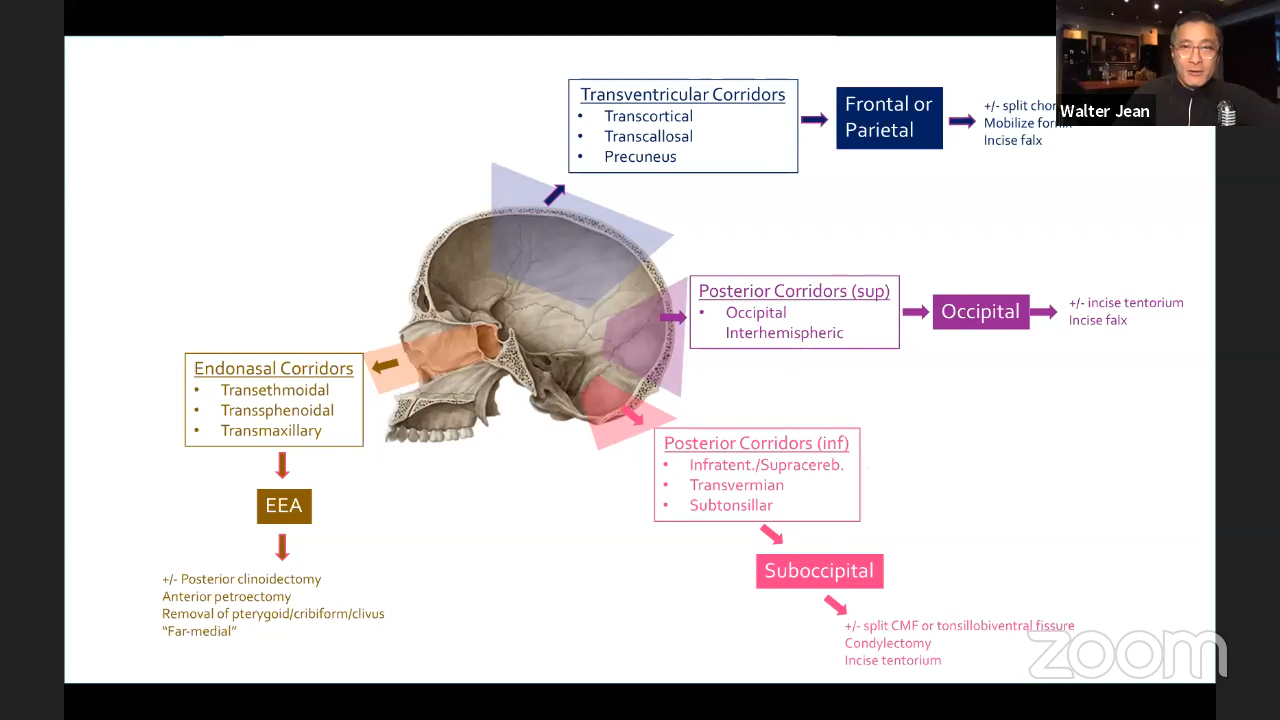 Transventricular Corridors
• Transcortical
• Transcallosal
• Precuneus
Frontal or
Parietal
+/- split
Mobilize
Incise falx
Walter Jean
Posterior Corridors (sup)
• Occipital
Interhemispheric
Occipital
+/- incise tentorium
Incise falx
Endonasal Corridors
• Transethmoidal
• Transsphenoidal
• Transmaxillary
EEA
+/- Posterior clinoidectomy
Anterior petroectomy
Removal of pterygoid/cribiform/clivus
“Far-medial”
Posterior Corridors (inf)
• Infratent./Supracereb.
• Transvermian
• Subtonsillar
Suboccipital
+/- split CMF or tonsillobiventral fissure
Condylectomy
Incise tentorium
zoom